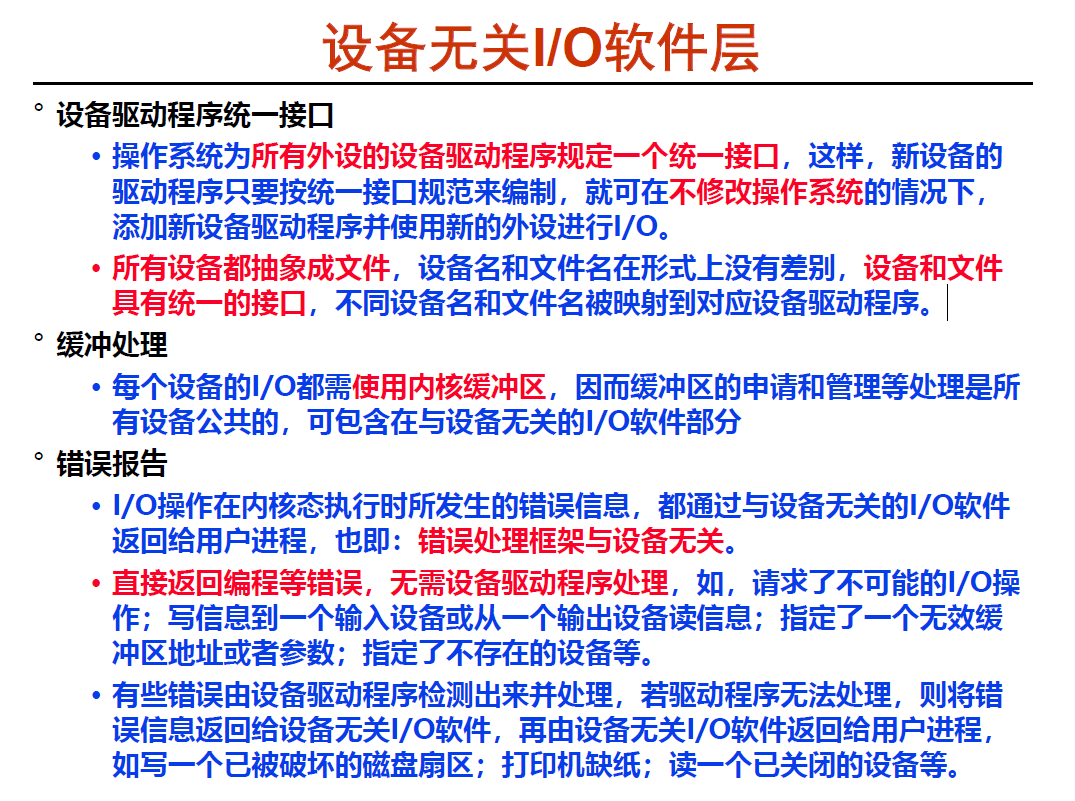 设备无关I/O软件层
° 设备驱动程序统一接口
• 操作系统为所有外设的设备驱动程序规定一个统一接口，这样，新设备的
驱动程序只要按统一接口规范来编制，就可在不修改操作系统的情况下，
添加新设备驱动程序并使用新的外设进行I/O。
• 所有设备都抽象成文件，设备名和文件名在形式上没有差别，设备和文件
具有统一的接口，不同设备名和文件名被映射到对应设备驱动程序。
° 缓冲处理
• 每个设备的I/O都需使用内核缓冲区，因而缓冲区的申请和管理等处理是所
有设备公共的，可包含在与设备无关的I/O软件部分
° 错误报告
• I/O操作在内核态执行时所发生的错误信息，都通过与设备无关的I/O软件
返回给用户进程，也即：错误处理框架与设备无关。
• 直接返回编程等错误，无需设备驱动程序处理，如，请求了不可能的I/O操
作；写信息到一个输入设备或从一个输出设备读信息；指定了一个无效缓
冲区地址或者参数；指定了不存在的设备等。
• 有些错误由设备驱动程序检测出来并处理，若驱动程序无法处理，则将错
误信息返回给设备无关I/O软件，再由设备无关I/O软件返回给用户进程，
如写一个已被破坏的磁盘扇区；打印机缺纸；读一个已关闭的设备等。